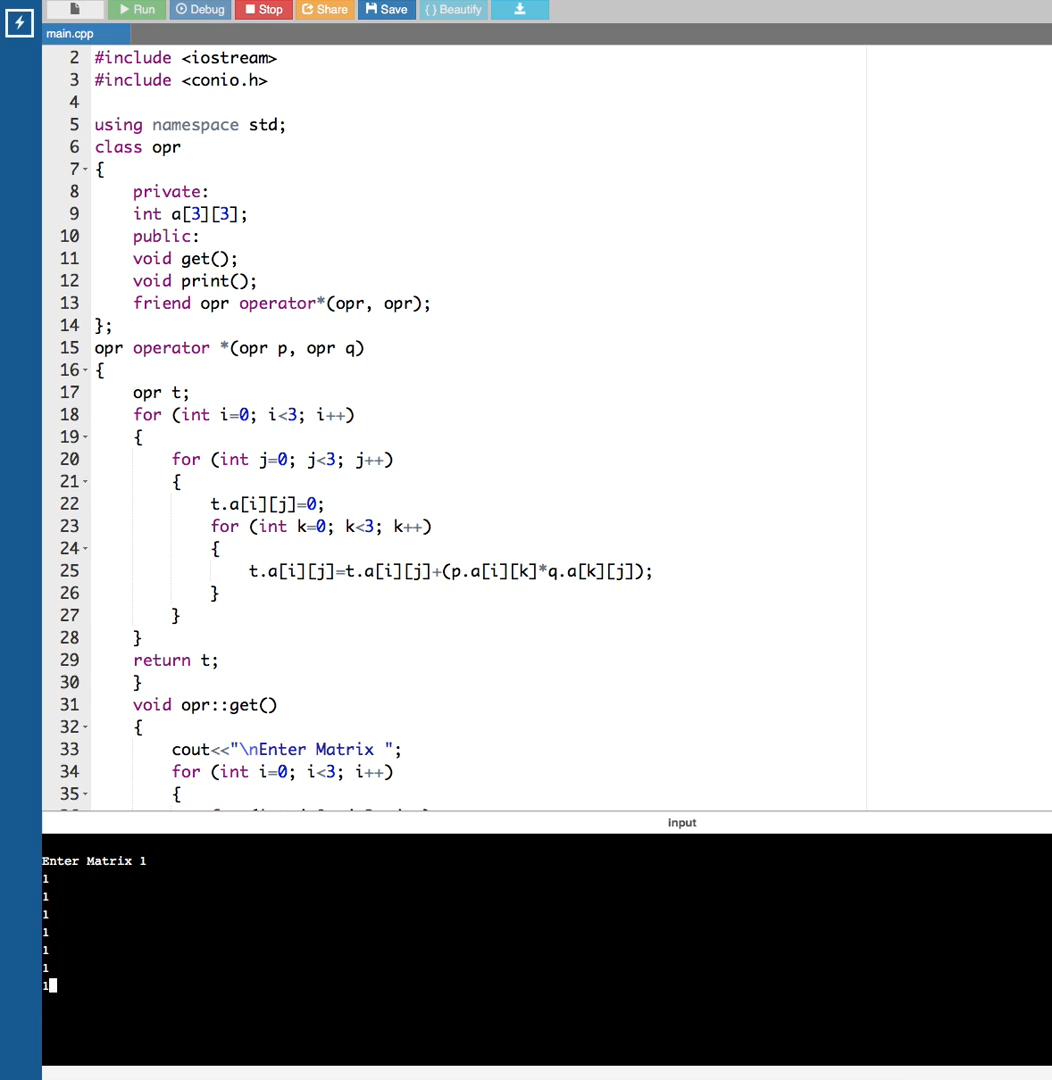 Run Debug Stop Share Save { } Beautify
main.cpp
2 #include <iostream>
3 #include <conio.h>
4
5 using namespace std;
6 class opr
7 {
8 private:
9 int a[3][3];
10 public:
11 void get();
12 void print();
13 friend opr operator*(opr, opr);
14 };
15 opr operator *(opr p, opr q)
16 {
17 opr t;
18 for (int i=0; i<3; i++)
19 {
20 for (int j=0; j<3; j++)
21 {
22 t.a[i][j]=0;
23 for (int k=0; k<3; k++)
24 {
25 t.a[i][j]=t.a[i][j]+(p.a[i][k]*q.a[k][j]);
26 }
27 }
28 }
29 return t;
30 }
31 void opr::get()
32 {
33 cout<<"\nEnter Matrix ";
34 for (int i=0; i<3; i++)
35 {
input
Enter Matrix 1
1
1
1
1
1
1
1